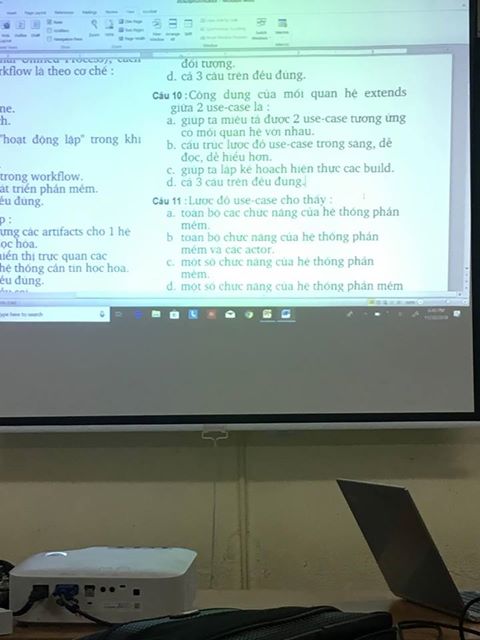 rkflow là theo cơ chế :
ne.
ch.
"hoạt động lặp" trong khi
trong workflow.
át triển phần mềm.
ều đúng.
p :
ựng các artifacts cho 1 hệ
ọc hóa.
hiển thị trực quan các
hệ thống cần tin học hóa.
ều đúng.
đối tượng.
d. cả 3 câu trên đều đúng.
Câu 10 : Công dụng của mối quan hệ extends
giữa 2 use-case là :
a. giúp ta miêu tả được 2 use-case tương ứng
có mối quan hệ với nhau.
b. cấu trúc lược đồ use-case trong sáng, dễ
đọc, dễ hiểu hơn.
c. giúp ta lập kế hoạch hiện thực các build.
d. cả 3 câu trên đều đúng.
Câu 11 : Lược đồ use-case cho thấy :
a. toàn bộ các chức năng của hệ thống phần
mềm.
b toàn bộ chức năng của hệ thống phần
mềm và các actor.
c. một số chức năng của hệ thống phần
mềm.
d. một số chức năng của hệ thống phần mềm
ype here to search